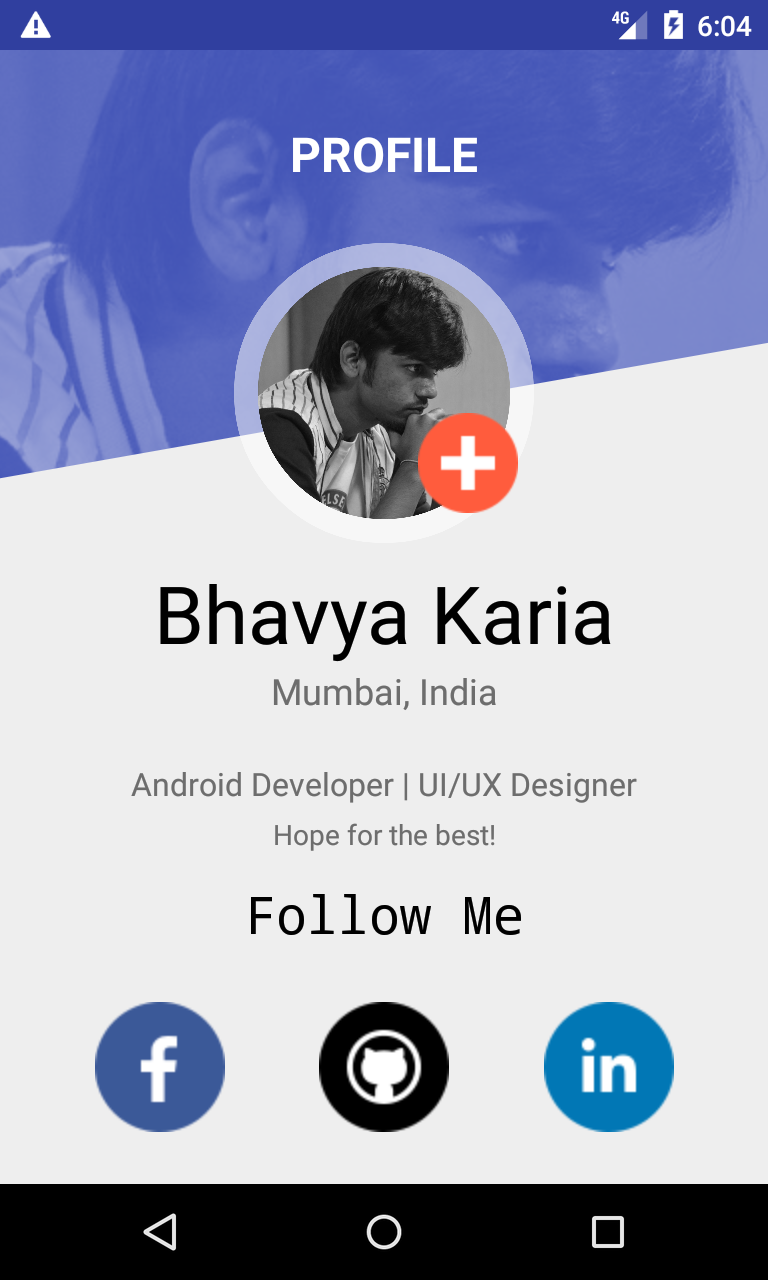 4G 6:04
PROFILE
ELSE
Bhavya Karia
Mumbai, India
Android Developer | UI/UX Designer
Hope for the best!
Follow Me
f
in